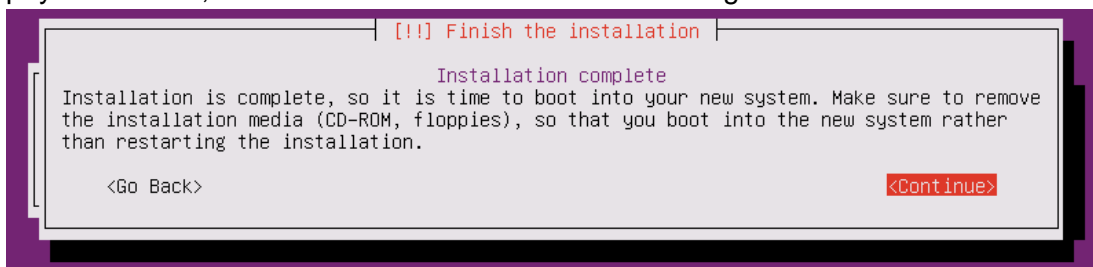 [!!] Finish the installation
Installation complete
Installation is complete, so it is time to boot into your new system. Make sure to remove
the installation media (CD-ROM, floppies), so that you boot into the new system rather
than restarting the installation.
<Go Back> <Continue>